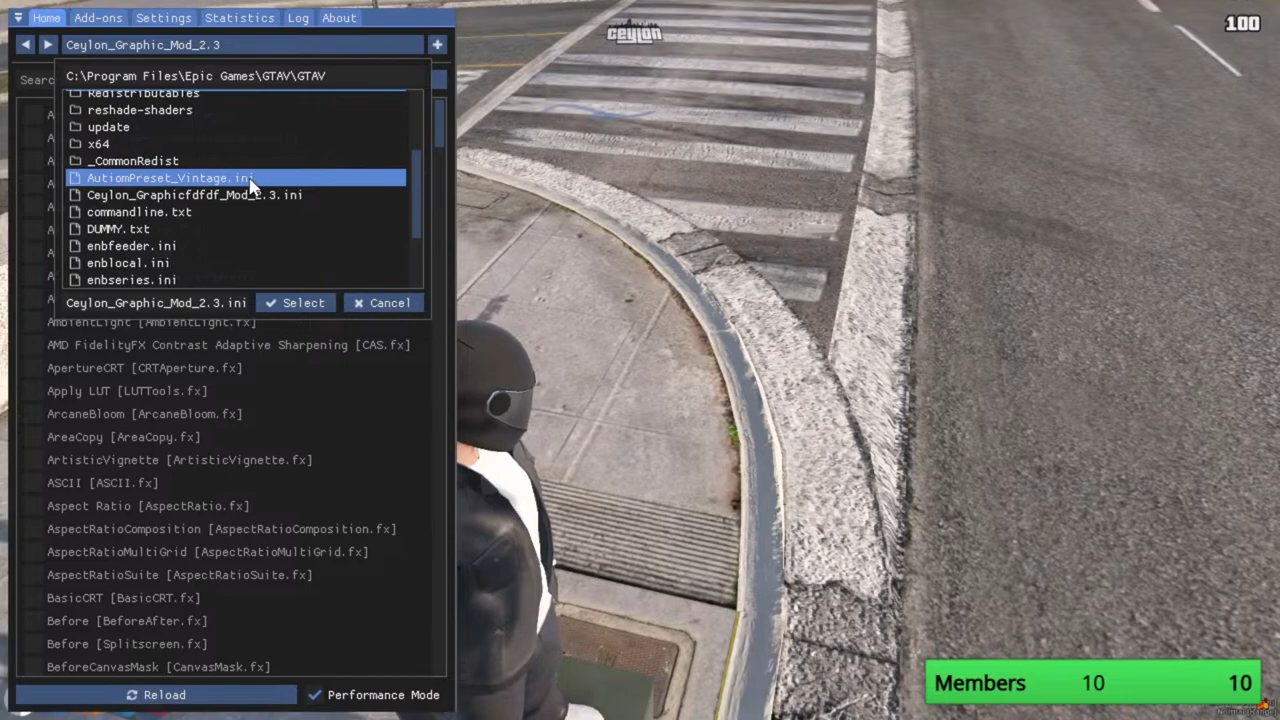 Home Add-ons Settings Statistics Log About
Ceylon_Graphic_Mod_2.3
Searc
C:\Program Files\Epic Games\GTAV\GTAV
Redistributables
reshade-shaders
update
x64
_CommonRedist
AutiomPreset_Vintage.ini
Ceylon_Graphicfdfdf_Mod_2.3.ini
commandline.txt
DUMMY.txt
enbfeeder.ini
enblocal.ini
enbseries.ini
Ceylon_Graphic_Mod_2.3.ini Select Cancel
AmbientLight [AmbientLight.fx]
AMD FidelityFX Contrast Adaptive Sharpening [CAS.fx]
ApertureCRT [CRTAperture.fx]
Apply LUT [LUTTools.fx]
ArcaneBloom [ArcaneBloom.fx]
AreaCopy [AreaCopy.fx]
ArtisticVignette [ArtisticVignette.fx]
ASCII [ASCII.fx]
Aspect Ratio [AspectRatio.fx]
AspectRatioComposition [AspectRatioComposition.fx]
AspectRatioMultiGrid [AspectRatioMultiGrid.fx]
AspectRatioSuite [AspectRatioSuite.fx]
BasicCRT [BasicCRT.fx]
Before [BeforeAfter.fx]
Before [Splitscreen.fx]
BeforeCanvasMask [CanvasMask.fx]
Reload Performance Mode
ceylon
100
Members 10 10